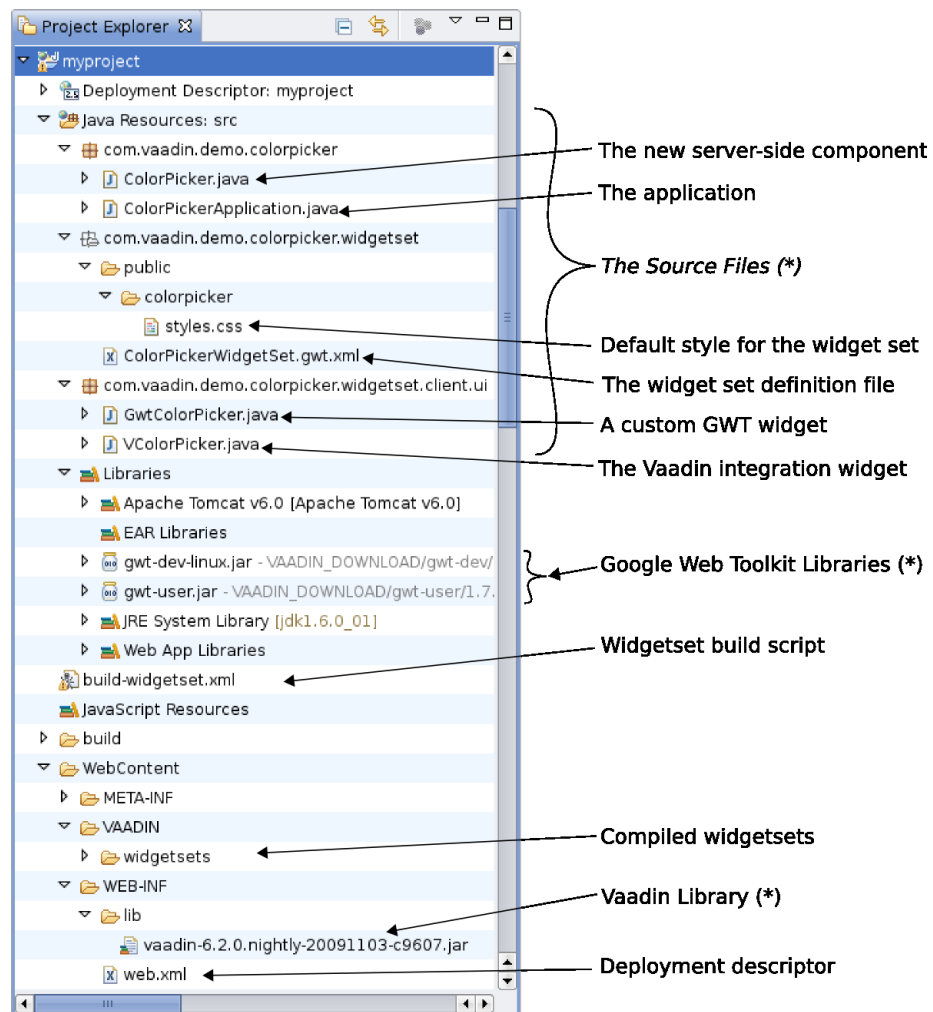 Project Explorer
myproject
Deployment Descriptor: myproject
2.5
Java Resources: src
com.vaadin.demo.colorpicker
The new server-side component
ColorPicker.java
The application
ColorPickerApplication.java
com.vaadin.demo.colorpicker.widgetset
public
The Source Files (*)
colorpicker
styles.css
Default style for the widget set
ColorPickerWidgetSet.gwt.xml
The widget set definition file
com.vaadin.demo.colorpicker.widgetset.client.ui
GwtColorPicker.java
A custom GWT widget
VColorPicker.java
The Vaadin integration widget
Libraries
Apache Tomcat v6.0 [Apache Tomcat v6.0]
EAR Libraries
gwt-dev-linux.jar - VAADIN_DOWNLOAD/gwt-dev/
Google Web Toolkit Libraries (*)
gwt-user.jar - VAADIN_DOWNLOAD/gwt-user/1.7.
JRE System Library [jdk1.6.0_01]
Web App Libraries
Widgetset build script
build-widgetset.xml
JavaScript Resources
build
WebContent
META-INF
VAADIN
Compiled widgetsets
widgetsets
WEB-INF
Vaadin Library (*)
lib
vaadin-6.2.0.nightly-20091103-c9607.jar
Deployment descriptor
web.xml